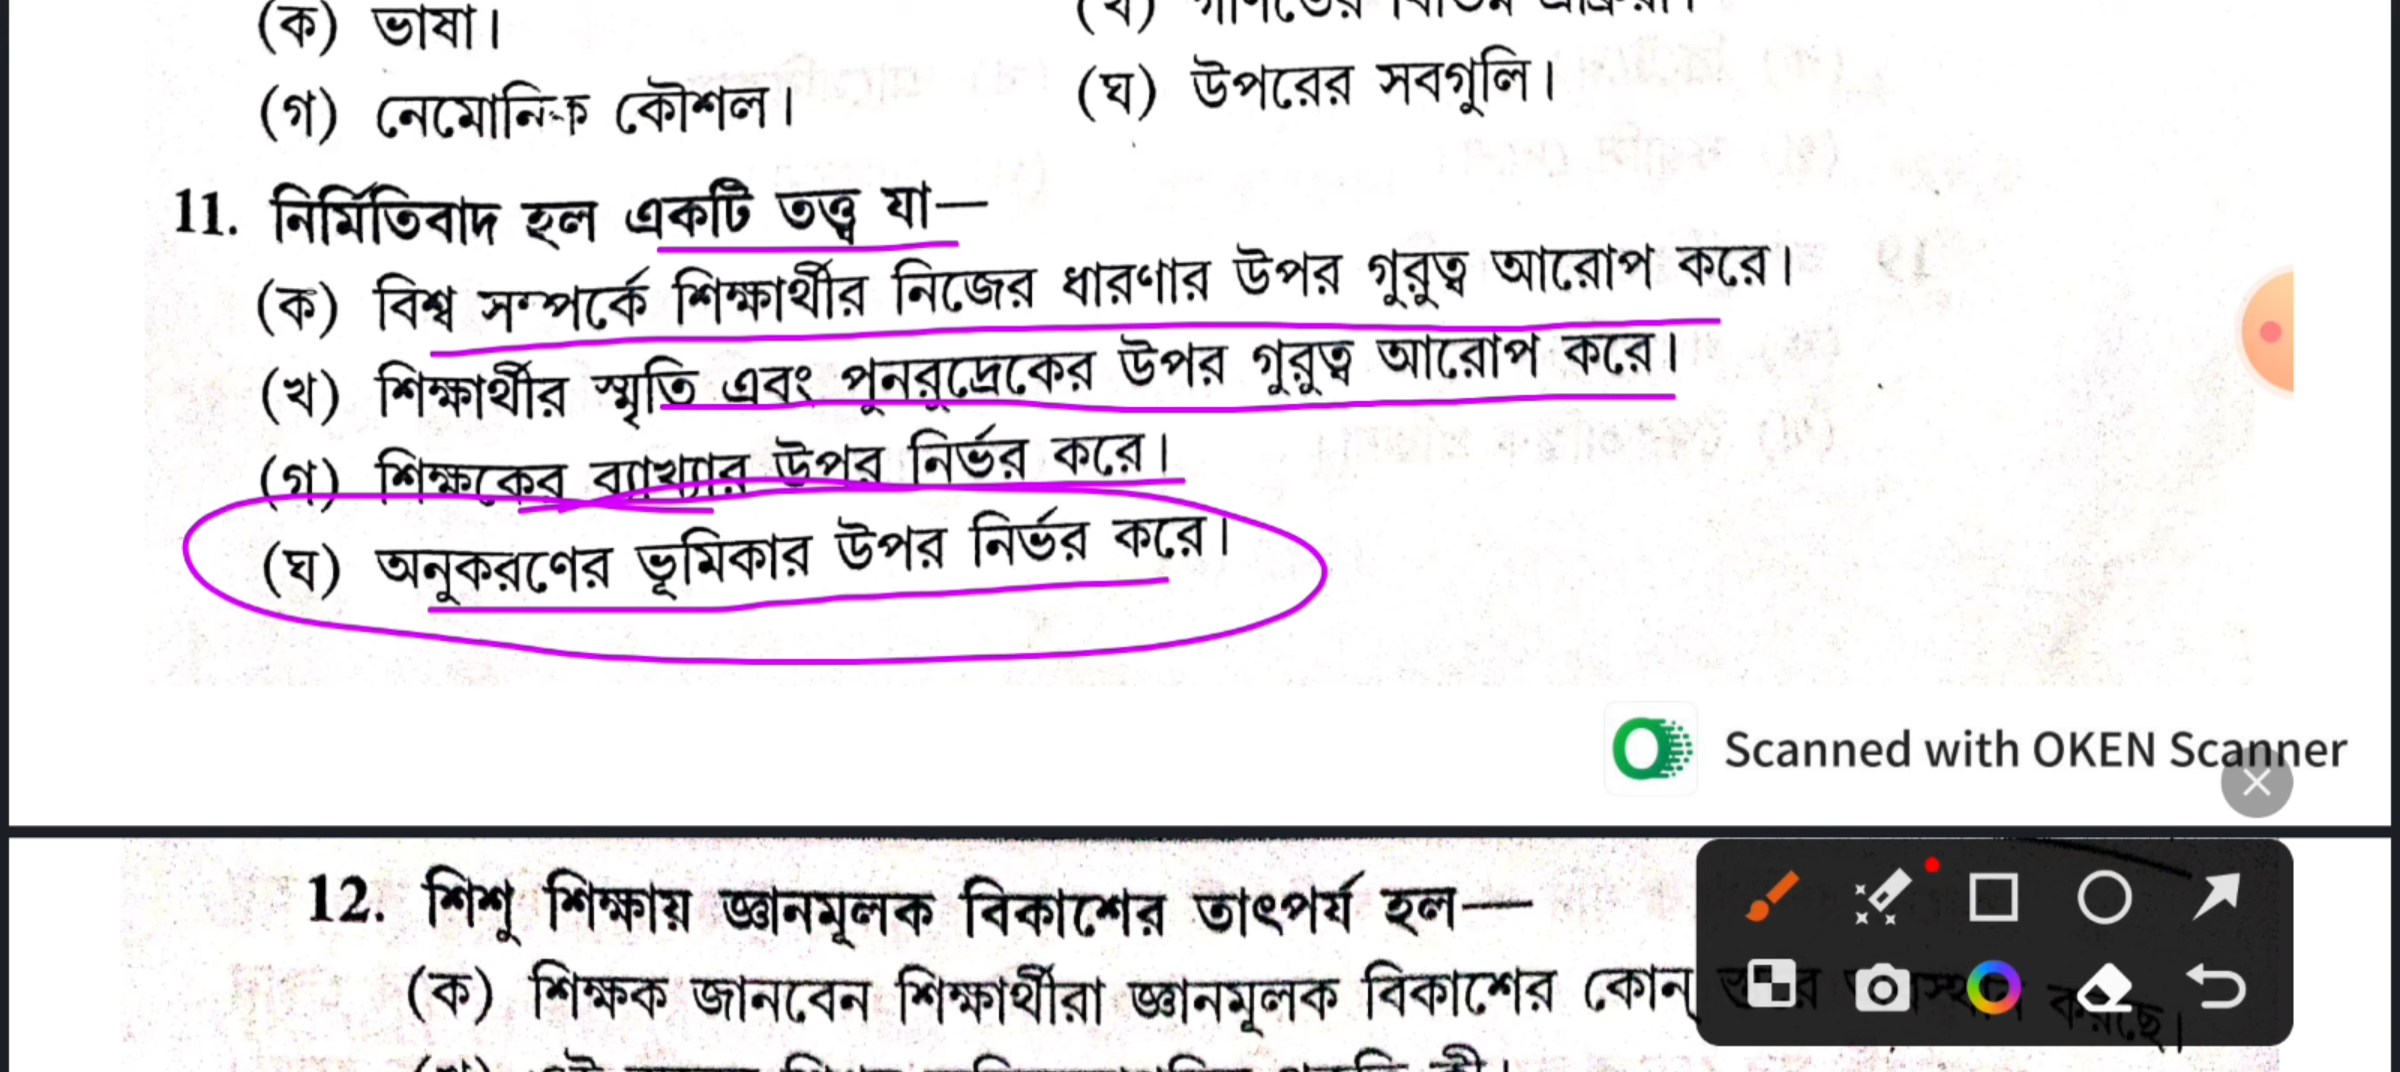 (ক) ভাষা।
(গ) নেমোনিক কৌশল।
(ঘ) উপরের সবগুলি।
11. নির্মিতিবাদ হল একটি তত্ত্ব যা—
(ক) বিশ্ব সম্পর্কে শিক্ষার্থীর নিজের ধারণার উপর গুরুত্ব আরোপ করে।
(খ) শিক্ষার্থীর স্মৃতি এবং পুনরুদ্রেকের উপর গুরুত্ব আরোপ করে।
(গ) শিক্ষকের ব্যাখ্যার উপর নির্ভর করে।
(ঘ) অনুকরণের ভূমিকার উপর নির্ভর করে।
Scanned with OKEN Scanner
12. শিশু শিক্ষায় জ্ঞানমূলক বিকাশের তাৎপর্য হল—
(ক) শিক্ষক জানবেন শিক্ষার্থীরা জ্ঞানমূলক বিকাশের কোন্ করছে।